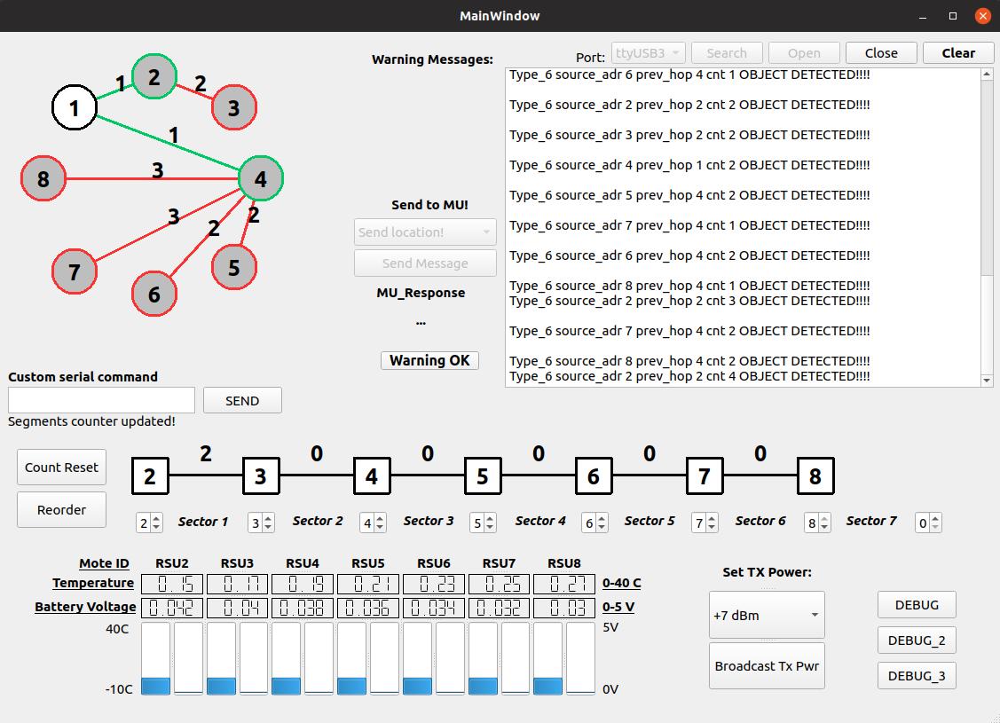 MainWindow
Warning Messages:
Port:
ttyUSB3
Search
Open
Close
Clear
1
2
3
4
5
6
7
8
1
2
1
3
3
2
2
Type_6 source_adr 6 prev_hop 4 cnt 1 OBJECT DETECTED!!!!
Type_6 source_adr 2 prev_hop 2 cnt 2 OBJECT DETECTED!!!!
Type_6 source_adr 3 prev_hop 2 cnt 2 OBJECT DETECTED!!!!
Type_6 source_adr 4 prev_hop 1 cnt 2 OBJECT DETECTED!!!!
Type_6 source_adr 5 prev_hop 4 cnt 2 OBJECT DETECTED!!!!
Type_6 source_adr 7 prev_hop 4 cnt 1 OBJECT DETECTED!!!!
Type_6 source_adr 6 prev_hop 4 cnt 2 OBJECT DETECTED!!!!
Type_6 source_adr 8 prev_hop 4 cnt 1 OBJECT DETECTED!!!!
Type_6 source_adr 2 prev_hop 2 cnt 3 OBJECT DETECTED!!!!
Type_6 source_adr 7 prev_hop 4 cnt 2 OBJECT DETECTED!!!!
Type_6 source_adr 8 prev_hop 4 cnt 2 OBJECT DETECTED!!!!
Type_6 source_adr 2 prev_hop 2 cnt 4 OBJECT DETECTED!!!!
Send to MU!
Send location!
Send Message
MU_Response
...
Warning OK
Custom serial command
SEND
Segments counter updated!
Count Reset
Reorder
2 0 0 0 0 0
2 3 4 5 6 7 8
2 Sector 1 3 Sector 2 4 Sector 3 5 Sector 4 6 Sector 5 7 Sector 6 8 Sector 7 0
Mote ID RSU2 RSU3 RSU4 RSU5 RSU6 RSU7 RSU8
Temperature 0.15 0.17 0.19 0.21 0.23 0.25 0.27 0-40 C
Battery Voltage 0.042 0.04 0.038 0.036 0.034 0.032 0.03 0-5 V
40C 5V
-10C 0V
Set TX Power:
+7 dBm
Broadcast Tx Pwr
DEBUG
DEBUG_2
DEBUG_3